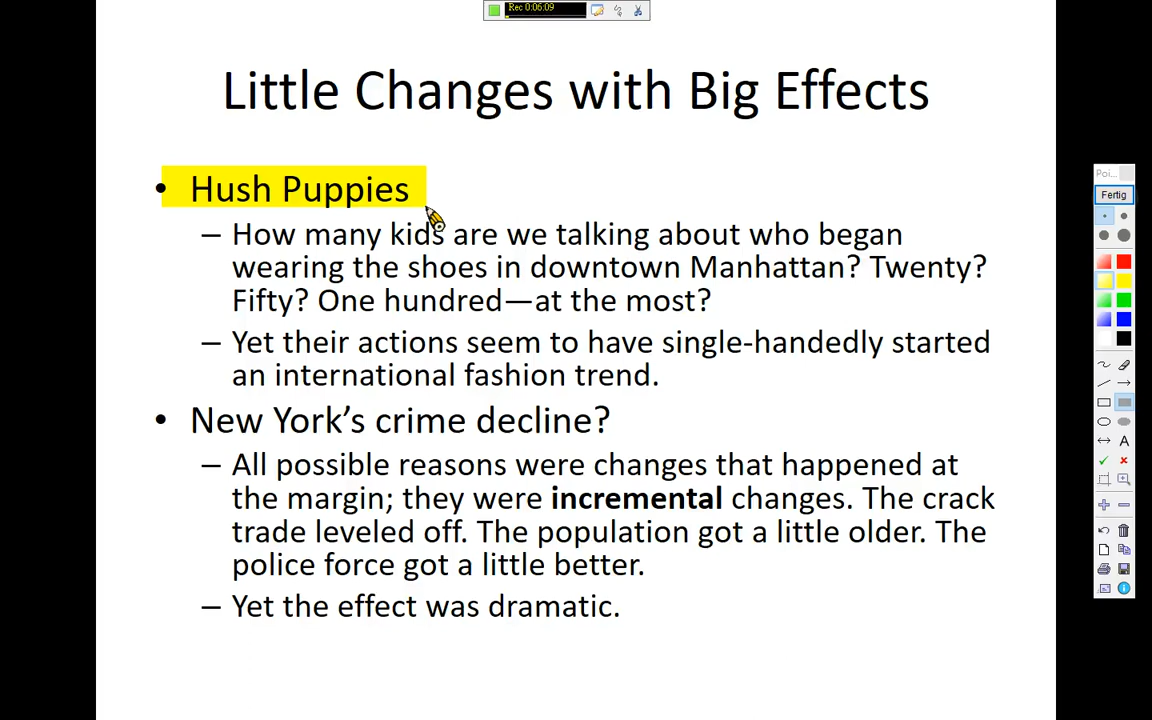 Rec 0:06:09
Little Changes with Big Effects
• Hush Puppies
– How many kids are we talking about who began
wearing the shoes in downtown Manhattan? Twenty?
Fifty? One hundred—at the most?
– Yet their actions seem to have single-handedly started
an international fashion trend.
• New York’s crime decline?
– All possible reasons were changes that happened at
the margin; they were incremental changes. The crack
trade leveled off. The population got a little older. The
police force got a little better.
– Yet the effect was dramatic.
Poi...
Fertig
A